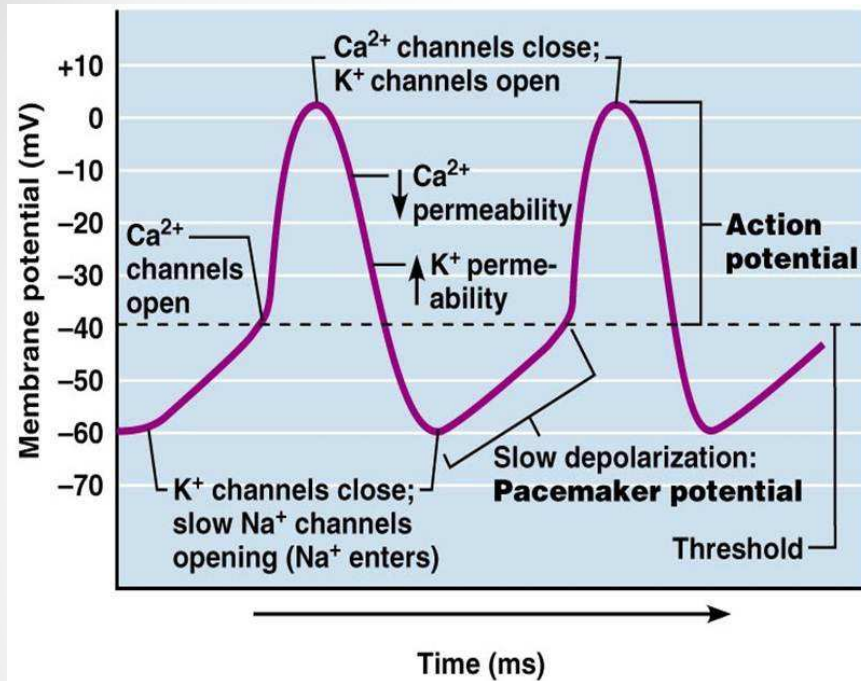 Membrane potential (mV)
+10
0
–10
–20
–30
–40
–50
–60
–70
Ca²⁺ channels close;
K⁺ channels open
Ca²⁺
permeability
K⁺ perme-
ability
Ca²⁺
channels
open
Action
potential
K⁺ channels close;
slow Na⁺ channels
opening (Na⁺ enters)
Slow depolarization:
Pacemaker potential
Threshold
Time (ms)